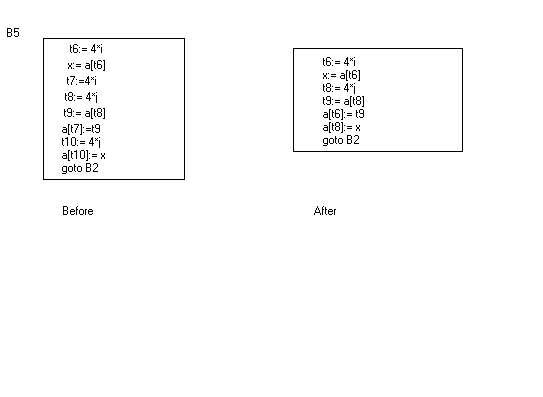 B5
t6:= 4*i
x:= a[t6]
t7:=4*i
t8:= 4*j
t9:= a[t8]
a[t7]:=t9
t10:= 4*j
a[t10]:= x
goto B2
Before
t6:= 4*i
x:= a[t6]
t8:= 4*j
t9:= a[t8]
a[t6]:= t9
a[t8]:= x
goto B2
After